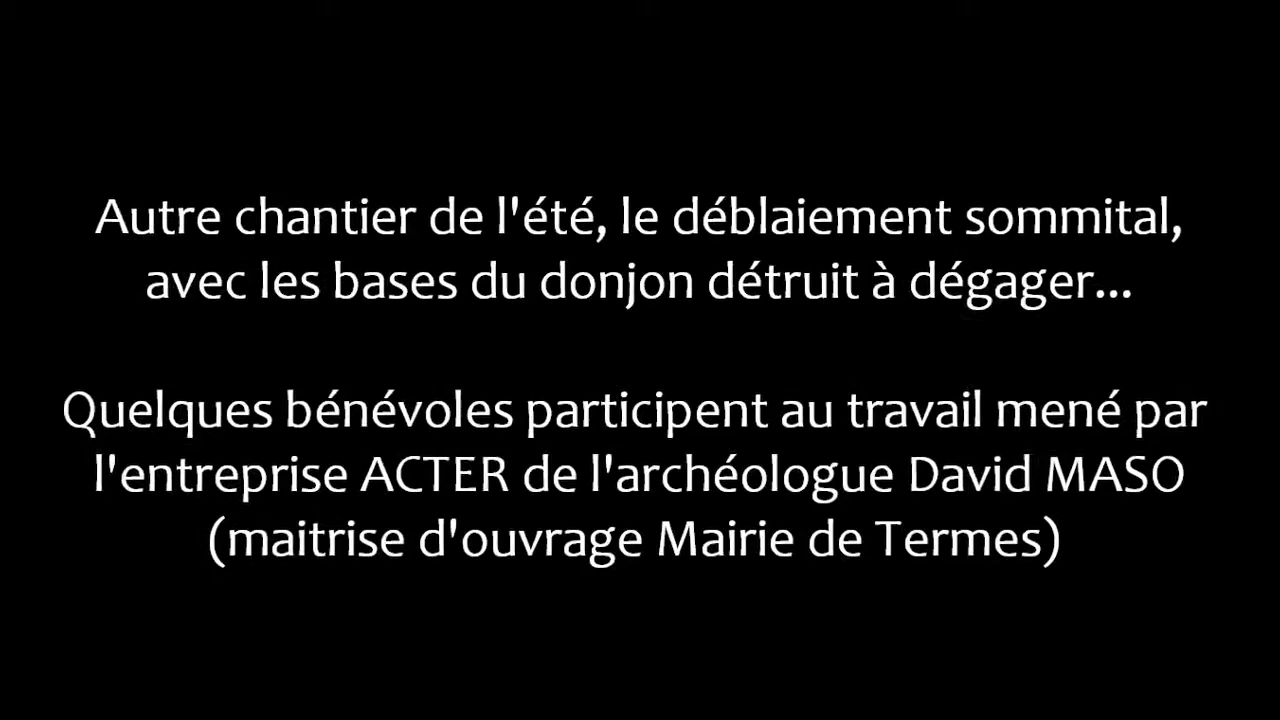 Autre chantier de l'été, le déblaiement sommital,
avec les bases du donjon détruit à dégager...
Quelques bénévoles participent au travail mené par
l'entreprise ACTER de l'archéologue David MASO
(maitrise d'ouvrage Mairie de Termes)